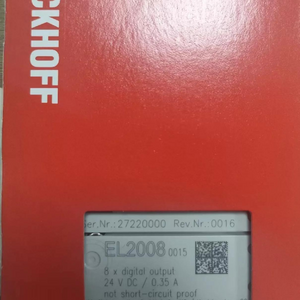 CKHOFF
Ser.Nr.: 27220000 Rev.Nr.: 0016
EL2008 0015
8 x digital output
24 V DC / 0.35 A
not short-circuit proof